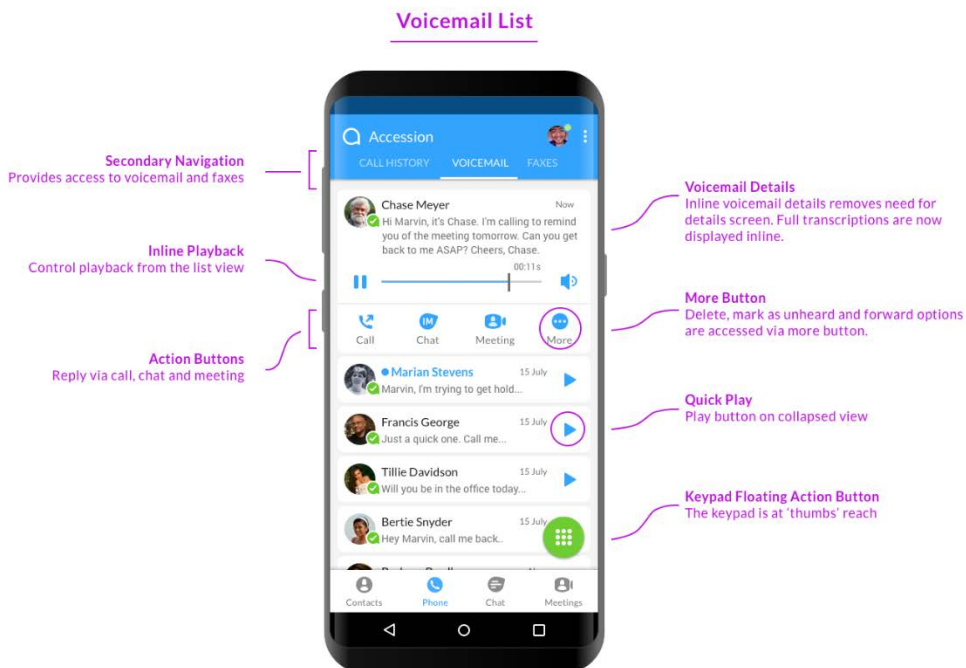 Voicemail List
Accession
CALL HISTORY VOICEMAIL FAXES
Secondary Navigation
Provides access to voicemail and faxes
Chase Meyer Now
Hi Marvin, it's Chase. I'm calling to remind
you of the meeting tomorrow. Can you get
back to me ASAP? Cheers, Chase.
00:11s
Voicemail Details
Inline voicemail details removes need for
details screen. Full transcriptions are now
displayed inline.
Inline Playback
Control playback from the list view
IM
Call Chat Meeting More
More Button
Delete, mark as unheard and forward options
are accessed via more button.
Action Buttons
Reply via call, chat and meeting
Marian Stevens 15 July
Marvin, I'm trying to get hold...
Francis George 15 July
Just a quick one. Call me...
Quick Play
Play button on collapsed view
Tillie Davidson 15 July
Will you be in the office today...
Bertie Snyder 15 July
Hey Marvin, call me back..
Keypad Floating Action Button
The keypad is at 'thumbs' reach
Contacts Phone Chat Meetings